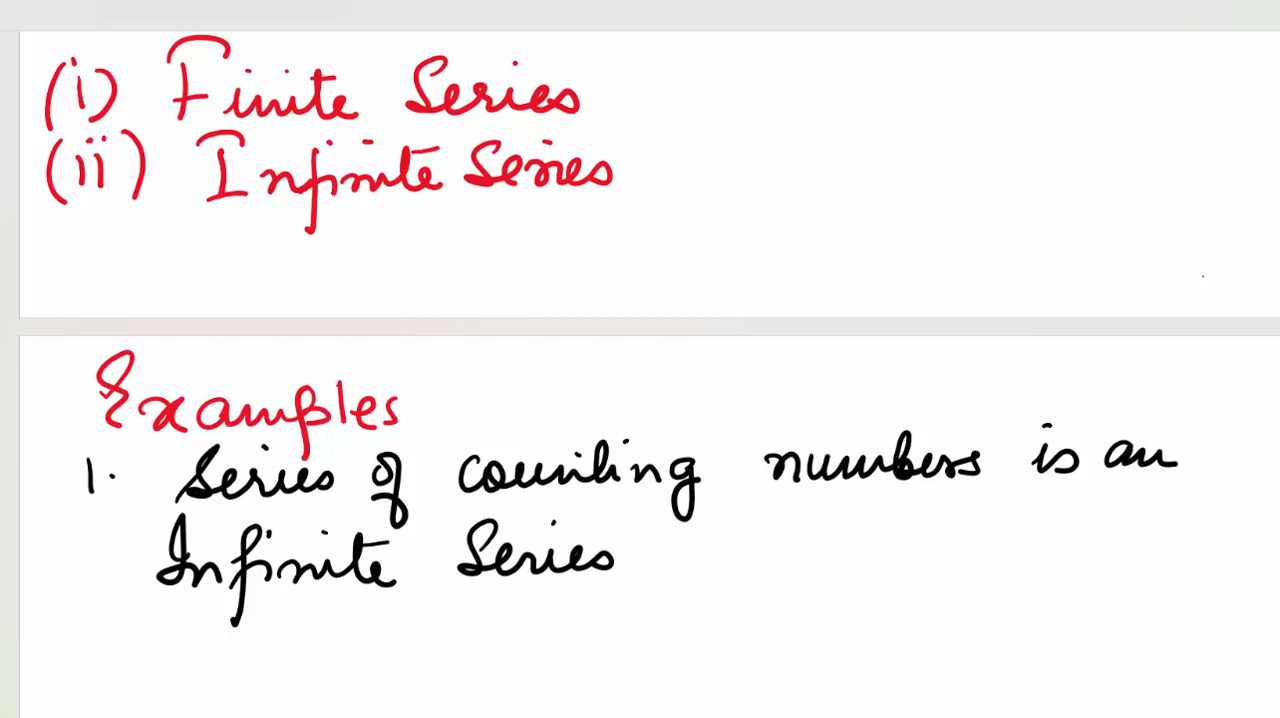 (i) Finite Series
(ii) Infinite Series
Examples
1. Series of counting numbers is an
Infinite Series